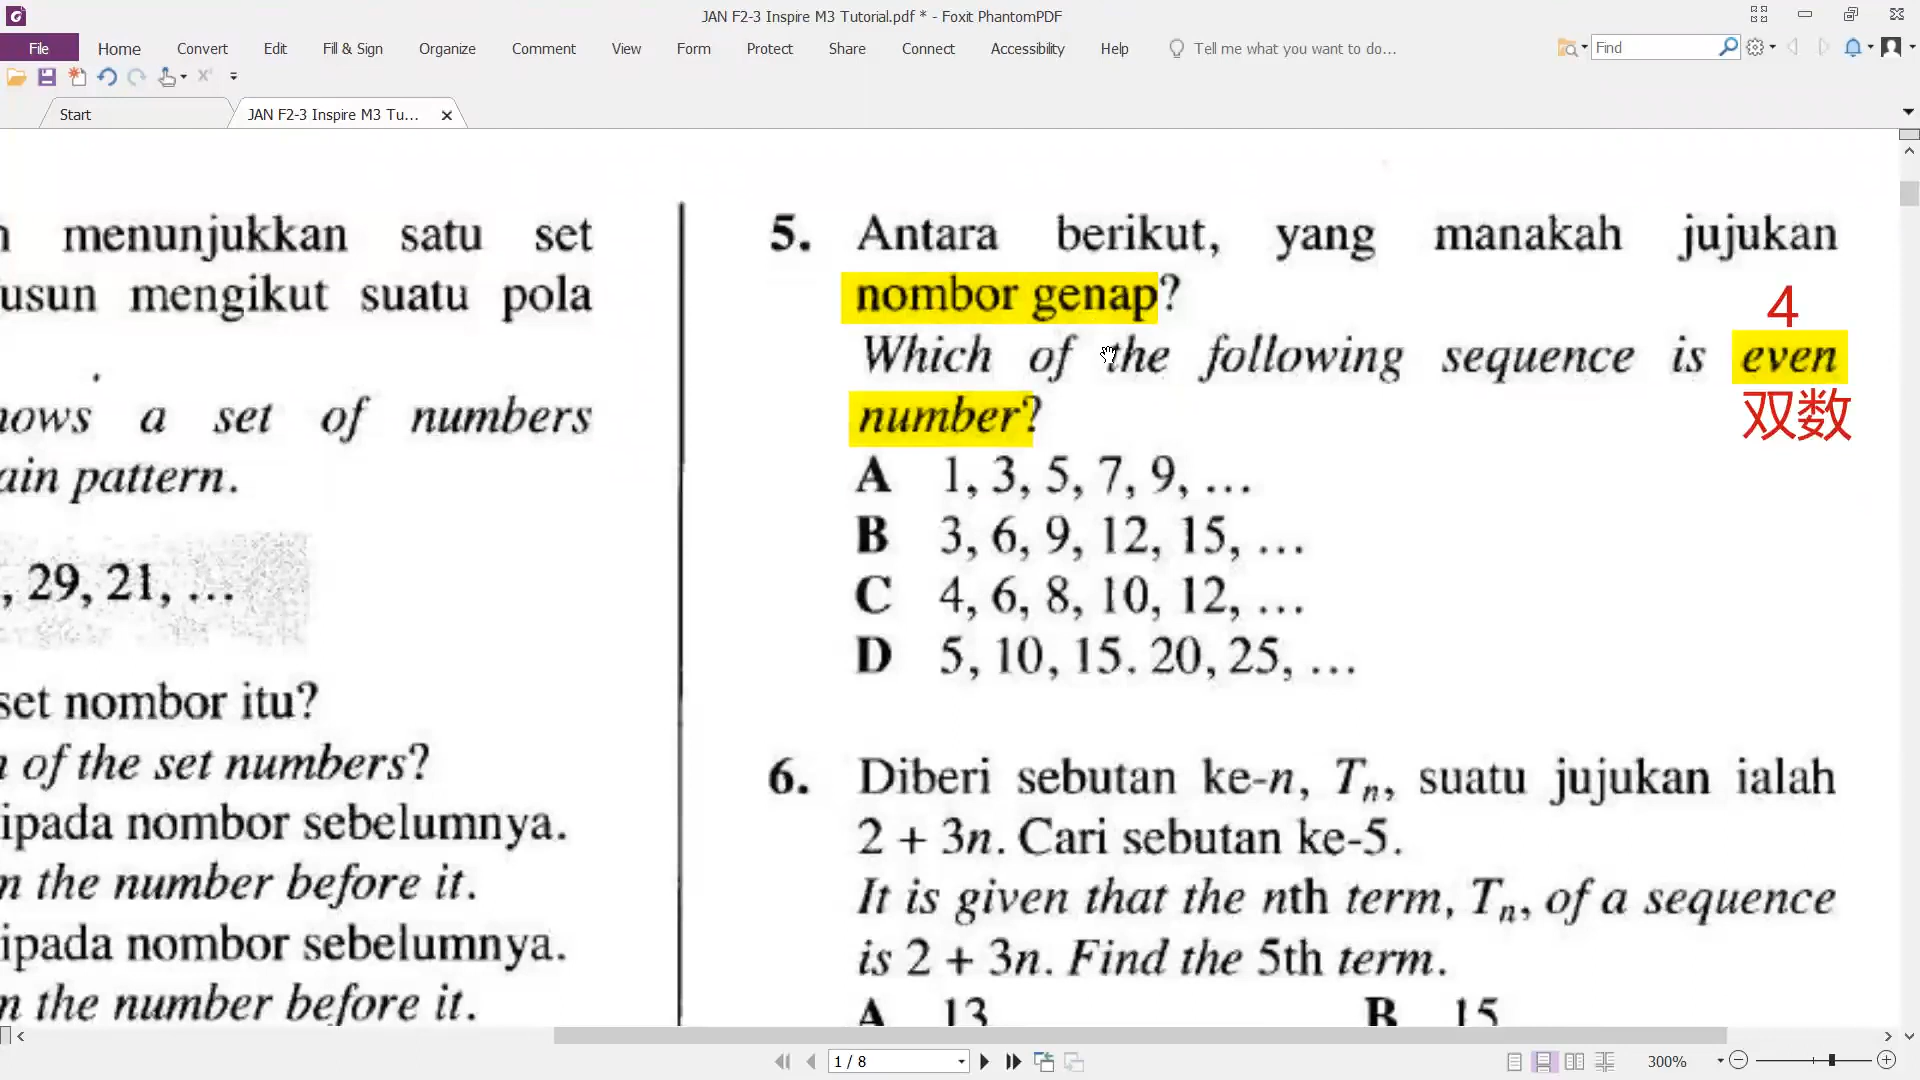 JAN F2-3 Inspire M3 Tutorial.pdf * - Foxit PhantomPDF
File Home Convert Edit Fill & Sign Organize Comment View Form Protect Share Connect Accessibility Help Tell me what you want to do... Find
Start JAN F2-3 Inspire M3 Tu...
menunjukkan satu set
usun mengikut suatu pola
hows a set of numbers
ain pattern.
, 29, 21, ...
set nombor itu?
of the set numbers?
ipada nombor sebelumnya.
n the number before it.
ipada nombor sebelumnya.
n the number before it.
5. Antara berikut, yang manakah jujukan
nombor genap?
4
Which of the following sequence is even
双数
number?
A 1, 3, 5, 7, 9, ...
B 3, 6, 9, 12, 15, ...
C 4, 6, 8, 10, 12, ...
D 5, 10, 15. 20, 25, ...
6. Diberi sebutan ke-n, Tn, suatu jujukan ialah
2 + 3n. Cari sebutan ke-5.
It is given that the nth term, Tn, of a sequence
is 2 + 3n. Find the 5th term.
A 13 B 15
1 / 8
300%